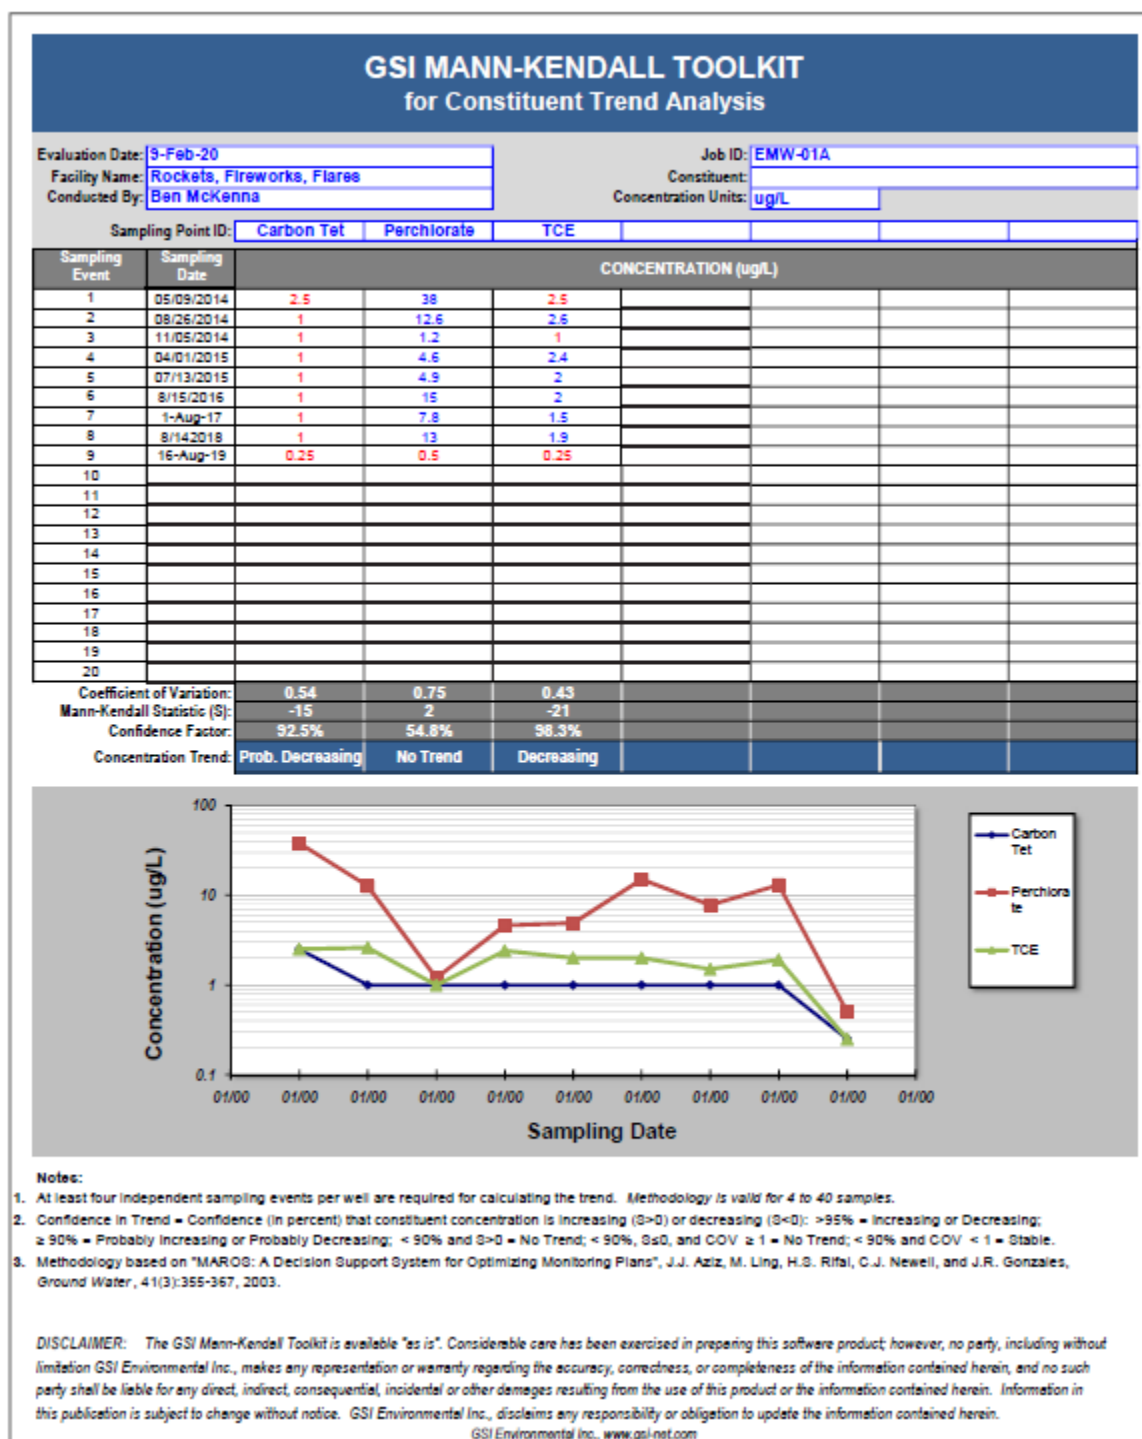 GSI MANN-KENDALL TOOLKIT
for Constituent Trend Analysis
Evaluation Date: 9-Feb-20 Job ID: EMW-01A
Facility Name: Rockets, Fireworks, Flares Constituent:
Conducted By: Ben McKenna Concentration Units: ug/L
Sampling Point ID: Carbon Tet Perchlorate TCE
Sampling Event Sampling Date CONCENTRATION (ug/L)
1 05/09/2014 2.5 38 2.5
2 08/26/2014 1 12.6 2.6
3 11/05/2014 1 1.2 1
4 04/01/2015 1 4.6 2.4
5 07/13/2015 1 4.9 2
6 8/15/2016 1 15 2
7 1-Aug-17 1 7.8 1.5
8 8/142018 1 13 1.9
9 16-Aug-19 0.25 0.5 0.25
10
11
12
13
14
15
16
17
18
19
20
Coefficient of Variation: 0.54 0.75 0.43
Mann-Kendall Statistic (S): -15 2 -21
Confidence Factor: 92.5% 54.8% 98.3%
Concentration Trend: Prob. Decreasing No Trend Decreasing
100
10
1
0.1
Concentration (ug/L)
01/00 01/00 01/00 01/00 01/00 01/00 01/00 01/00 01/00 01/00 01/00
Sampling Date
Carbon
Tet
Perchlora
te
TCE
Notes:
1. At least four independent sampling events per well are required for calculating the trend. Methodology is valid for 4 to 40 samples.
2. Confidence in Trend = Confidence (in percent) that constituent concentration is increasing (S>0) or decreasing (S<0): >95% = Increasing or Decreasing;
≥ 90% = Probably Increasing or Probably Decreasing; < 90% and S>0 = No Trend; < 90%, S≤0, and COV ≥ 1 = No Trend; < 90% and COV < 1 = Stable.
3. Methodology based on "MAROS: A Decision Support System for Optimizing Monitoring Plans", J.J. Aziz, M. Ling, H.S. Rifai, C.J. Newell, and J.R. Gonzales,
Ground Water, 41(3):355-367, 2003.
DISCLAIMER: The GSI Mann-Kendall Toolkit is available "as is". Considerable care has been exercised in preparing this software product; however, no party, including without
limitation GSI Environmental Inc., makes any representation or warranty regarding the accuracy, correctness, or completeness of the information contained herein, and no such
party shall be liable for any direct, indirect, consequential, incidental or other damages resulting from the use of this product or the information contained herein. Information in
this publication is subject to change without notice. GSI Environmental Inc., disclaims any responsibility or obligation to update the information contained herein.
GSI Environmental Inc., www.gsi-net.com